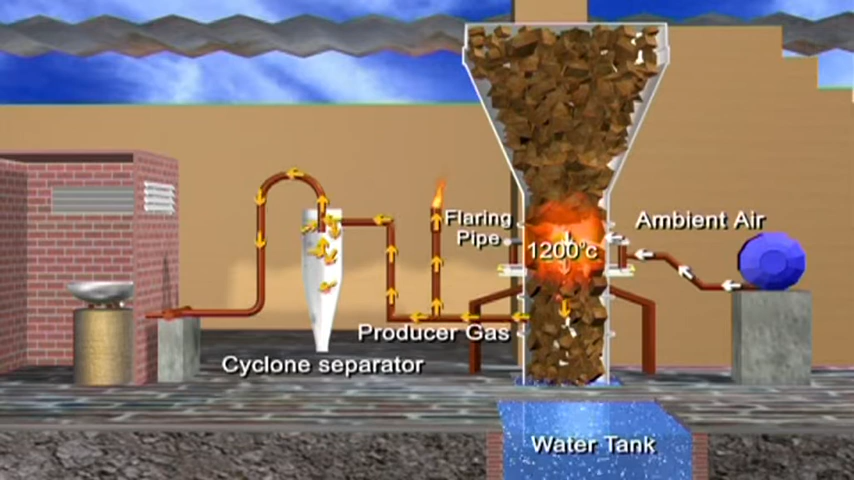 Flaring
Pipe
1200°c
Ambient Air
Producer Gas
Cyclone separator
Water Tank